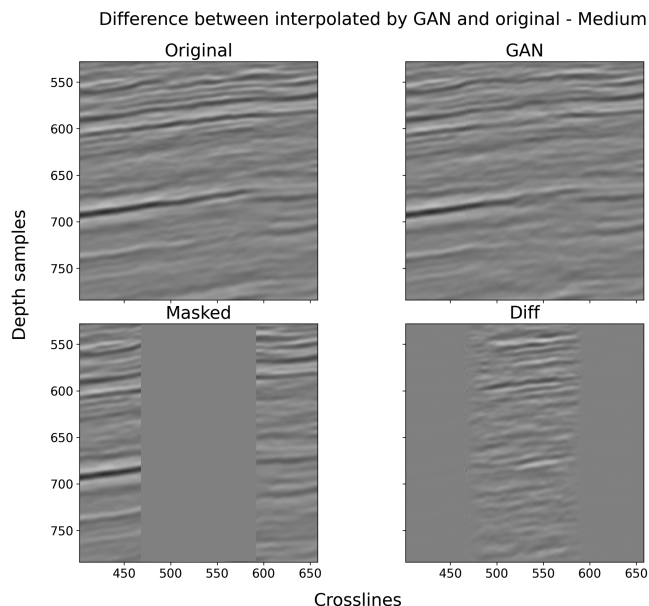 Difference between interpolated by GAN and original - Medium
Original
GAN
550
600
650
700
750
Depth samples
Masked
Diff
550
600
650
700
750
450 500 550 600 650
450 500 550 600 650
Crosslines